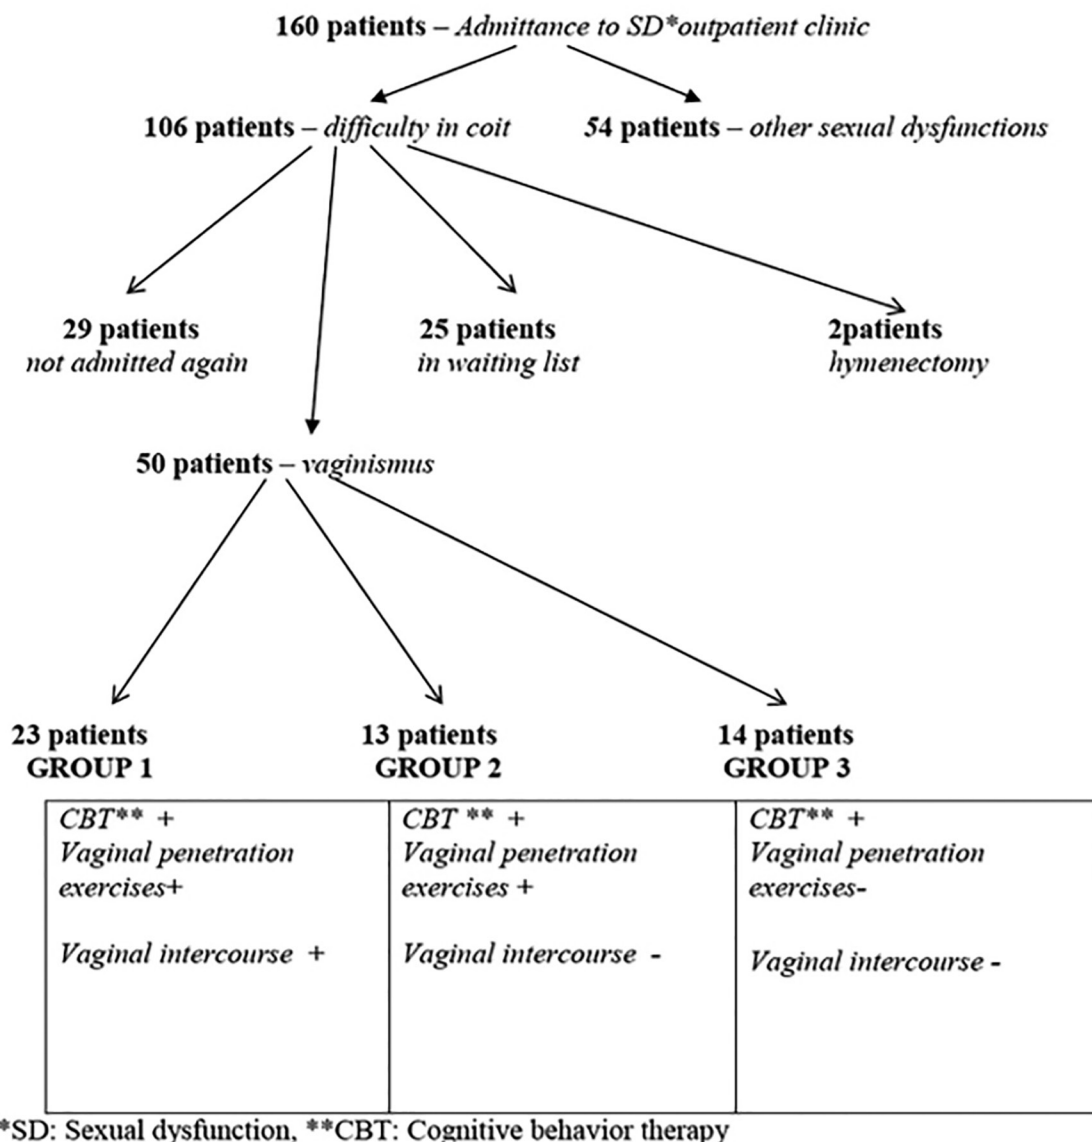 160 patients – Admittance to SD*outpatient clinic
106 patients – difficulty in coit
54 patients – other sexual dysfunctions
29 patients
not admitted again
25 patients
in waiting list
2patients
hymenectomy
50 patients – vaginismus
23 patients
GROUP 1
13 patients
GROUP 2
14 patients
GROUP 3
CBT** +
Vaginal penetration
exercises+
Vaginal intercourse +
CBT ** +
Vaginal penetration
exercises +
Vaginal intercourse -
CBT** +
Vaginal penetration
exercises-
Vaginal intercourse -
*SD: Sexual dysfunction, **CBT: Cognitive behavior therapy